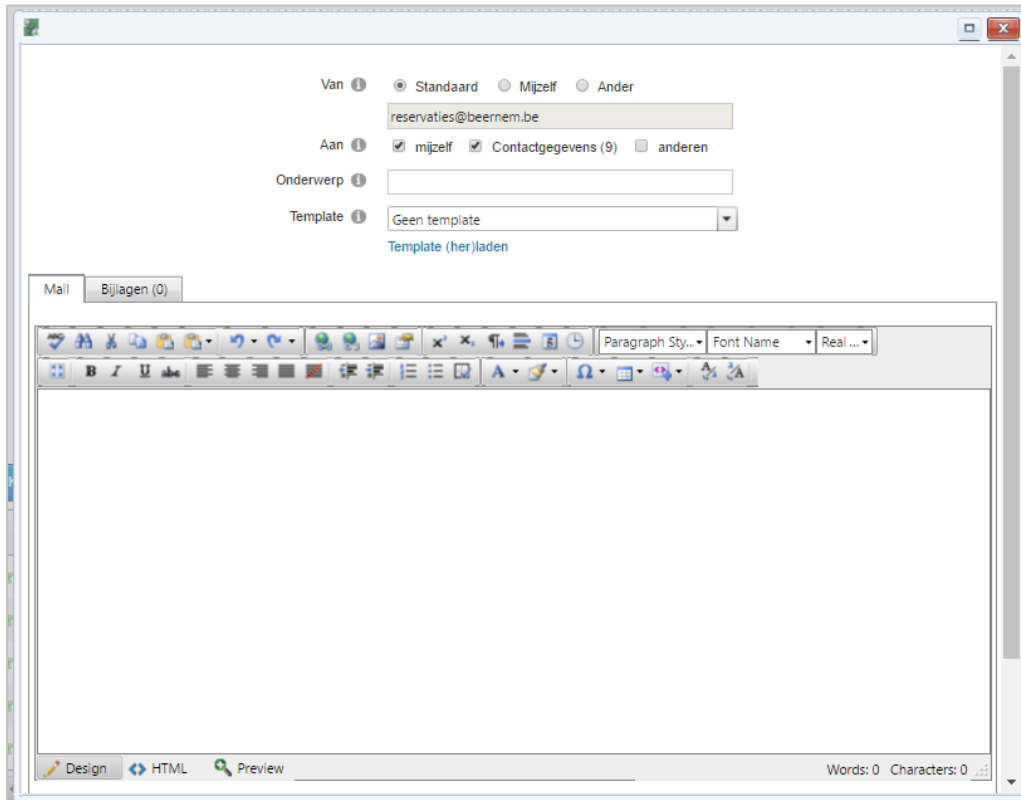 Van Standaard Mijzelf Ander
reservaties@beernem.be
Aan mijzelf Contactgegevens (9) anderen
Onderwerp
Template Geen template
Template (her)laden
Mail Bijlagen (0)
Paragraph Sty... Font Name Real ...
Design HTML Preview Words: 0 Characters: 0